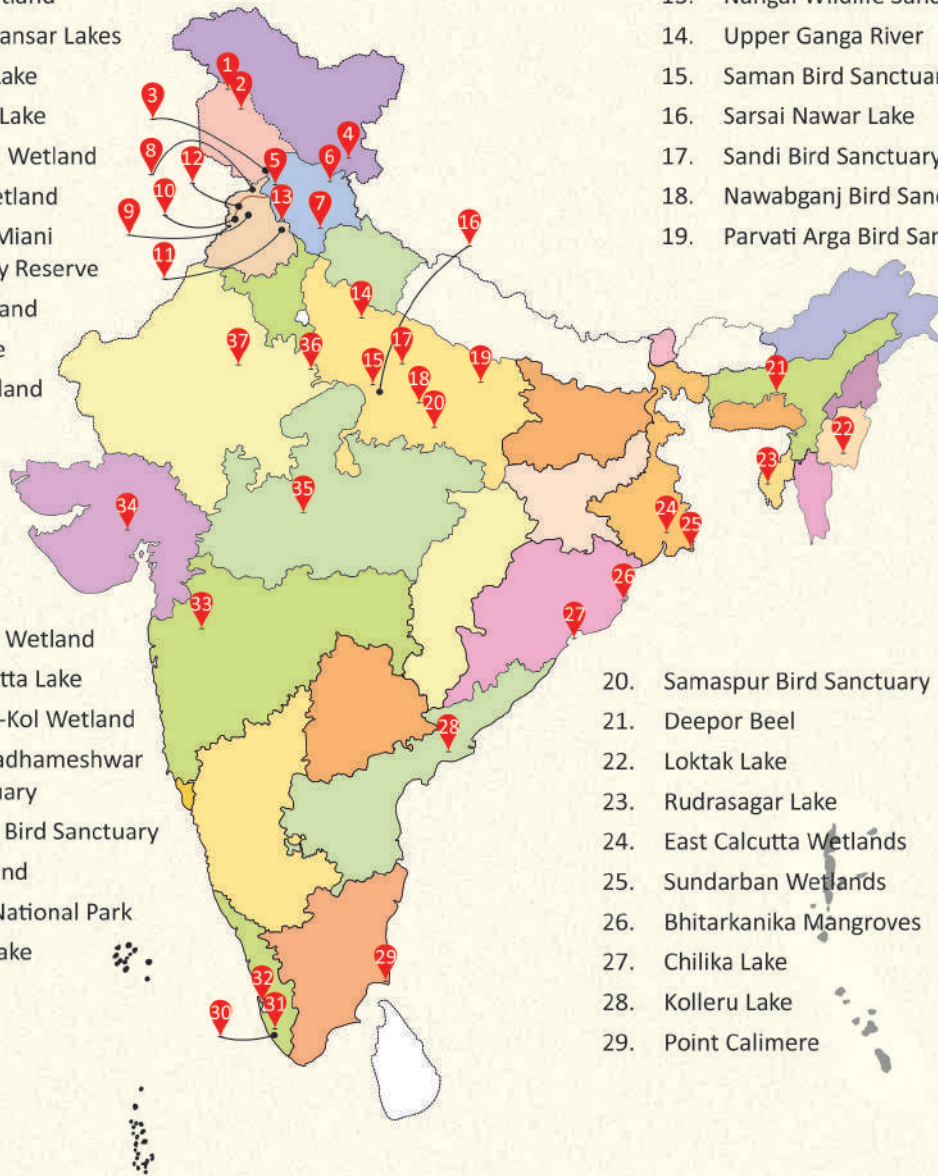 ansar Lakes
Lake
Lake
Wetland
etland
Miani
y Reserve
and
e
land
13. Nangal Wildlife Sanc
14. Upper Ganga River
15. Saman Bird Sanctuar
16. Sarsai Nawar Lake
17. Sandi Bird Sanctuary
18. Nawabganj Bird Sanc
19. Parvati Arga Bird San
1
2
3
4
5
6
7
8
9
10
11
12
13
14
15
16
17
18
19
20
21
22
23
24
25
26
27
28
29
30
31
32
33
34
35
36
37
Wetland
tta Lake
-Kol Wetland
adhameshwar
uary
Bird Sanctuary
nd
National Park
ake
20. Samaspur Bird Sanctuary
21. Deepor Beel
22. Loktak Lake
23. Rudrasagar Lake
24. East Calcutta Wetlands
25. Sundarban Wetlands
26. Bhitarkanika Mangroves
27. Chilika Lake
28. Kolleru Lake
29. Point Calimere